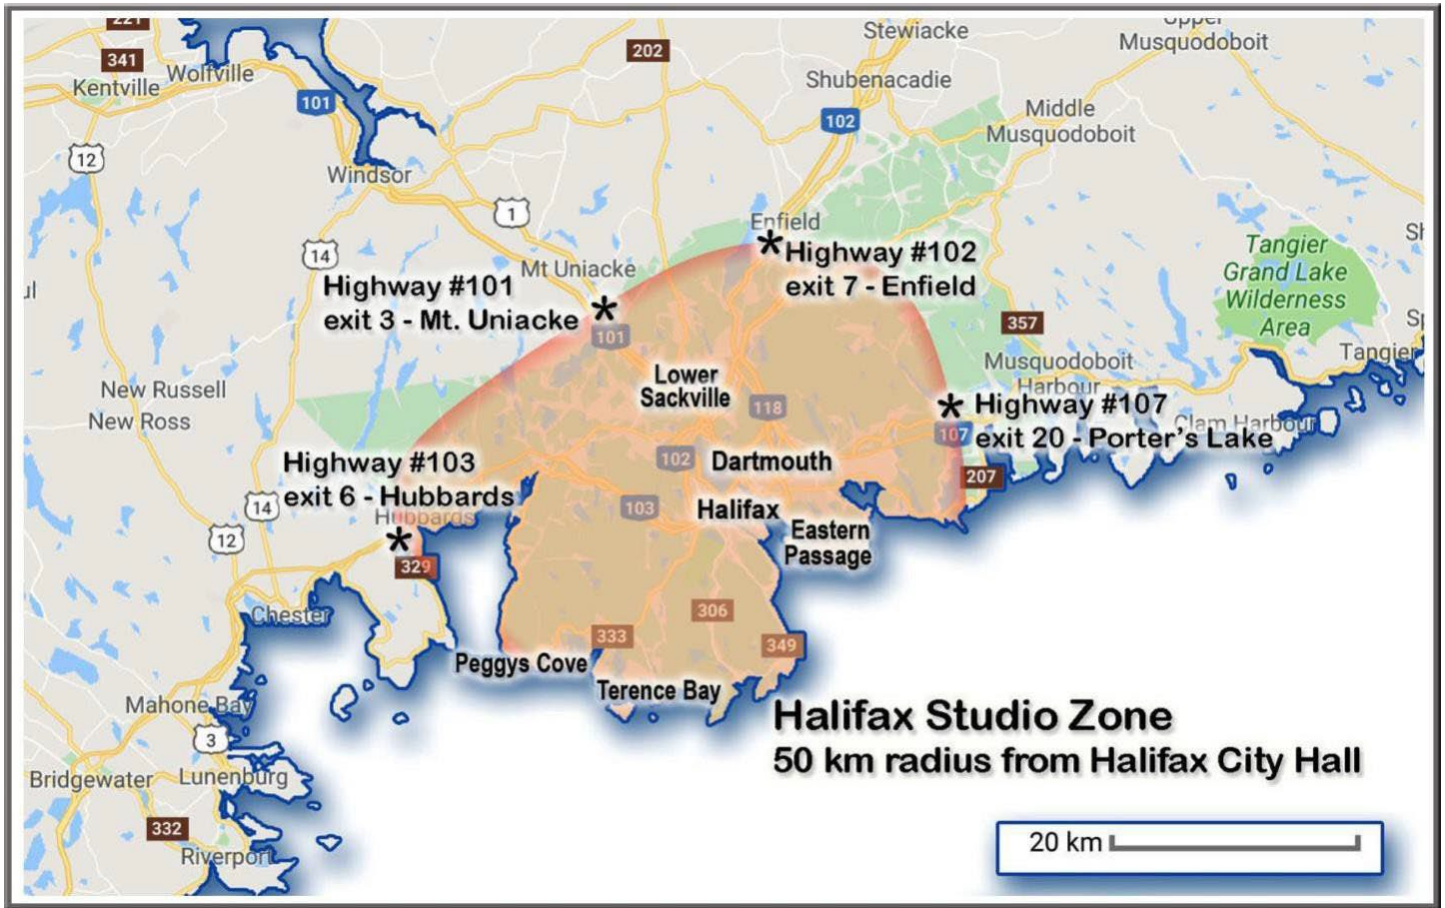 221
Stewiacke
Upper
Musquodoboit
341
Wolfville
202
Kentville
Shubenacadie
101
102
Middle
Musquodoboit
12
Windsor
1
Enfield
14
Highway #102
exit 7 - Enfield
Tangier
Grand Lake
Wilderness
Area
Mt Uniacke
Highway #101
exit 3 - Mt. Uniacke
101
357
Musquodoboit
Harbour
Tangier
Lower
Sackville
New Russell
New Ross
118
Highway #107
exit 20 - Porter's Lake
Clam Harbour
107
Highway #103
exit 6 - Hubbards
Hubbards
102
Dartmouth
207
14
103
Halifax
12
Eastern
Passage
329
Chester
306
333
349
Peggys Cove
Terence Bay
Mahone Bay
3
Halifax Studio Zone
50 km radius from Halifax City Hall
Bridgewater
Lunenburg
332
20 km
Riverport